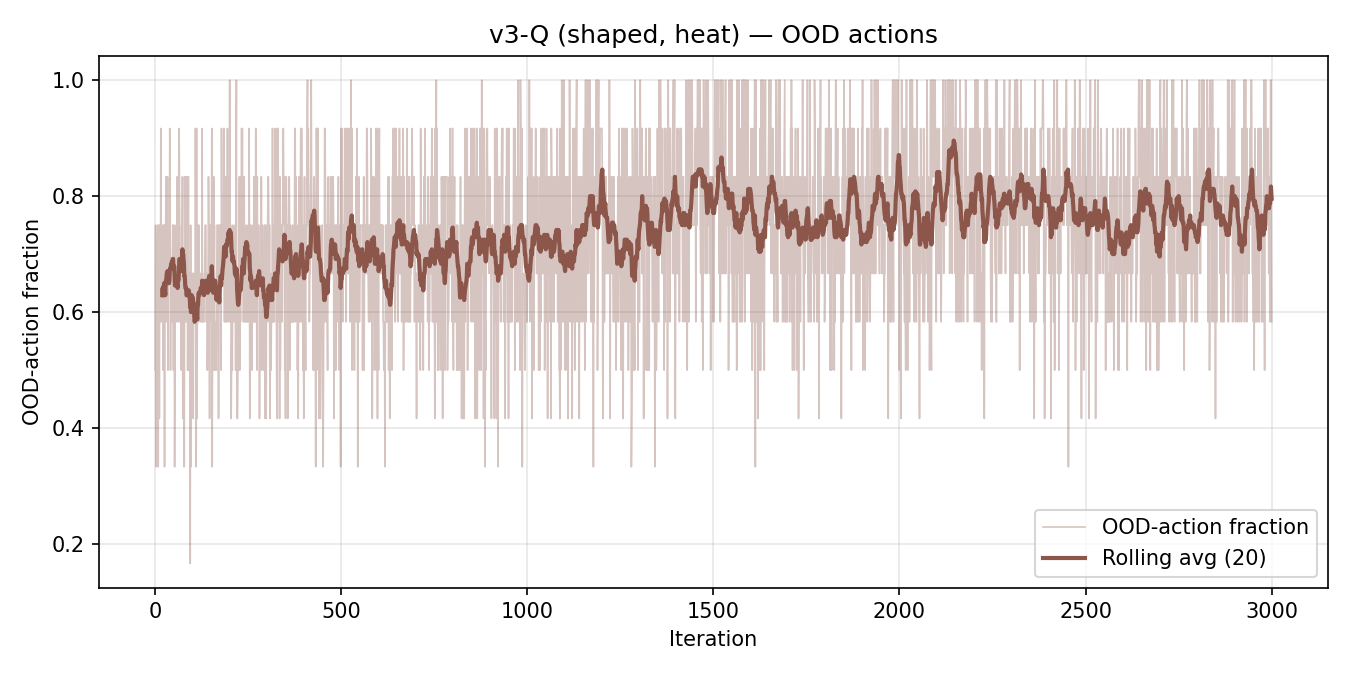 v3-Q (shaped, heat) — OOD actions
1.0
0.8
0.6
0.4
0.2
OOD-action fraction
OOD-action fraction
Rolling avg (20)
0 500 1000 1500 2000 2500 3000
Iteration